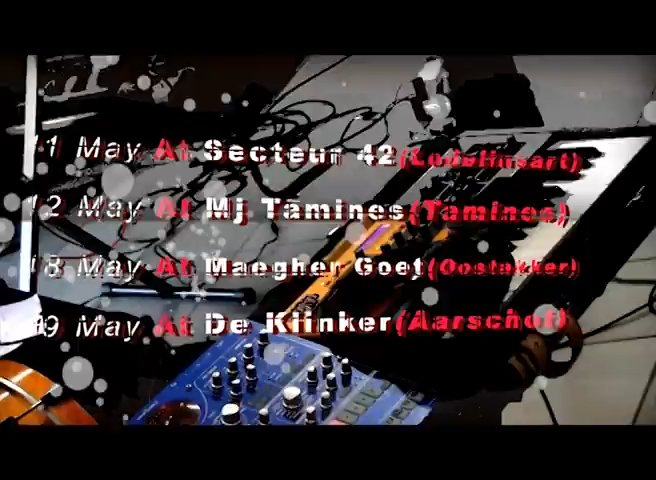 11 May At Secteur 42(Lodelinsart)
12 May At Mj Tamines(Tamines)
18 May At Maegher Goet(Oostakker)
19 May At De Klinker(Aarschot)